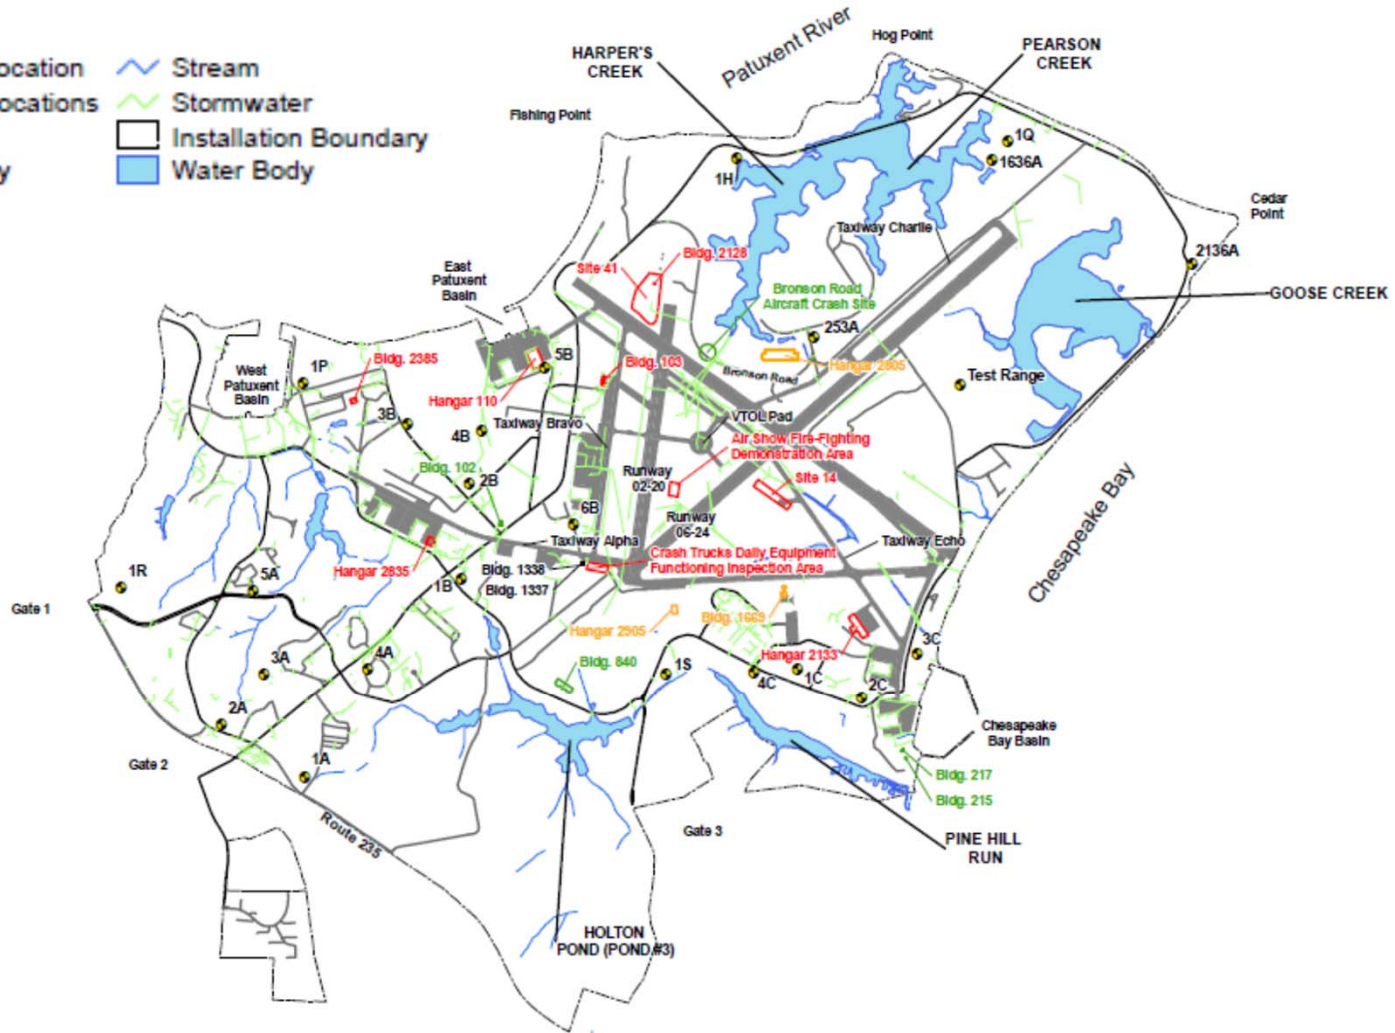 ocation
Stream
ocations
Stormwater
Installation Boundary
y
Water Body
Patuxent River
Hog Point
HARPER'S
CREEK
PEARSON
CREEK
Fishing Point
1Q
1636A
1H
Cedar
Point
Taxiway Charlie
2136A
Bldg. 2128
Site 41
East
Patuxent
Basin
Bronson Road
Aircraft Crash Site
GOOSE CREEK
253A
5B
1P
Bldg. 2385
Bldg. 103
Hangar 2805
Bronson Road
West
Patuxent
Basin
Test Range
Hangar 110
3B
Taxiway Bravo
VTOL Pad
4B
Air Show Fire-Fighting
Demonstration Area
Bldg. 102
2B
Runway
02-20
Site 14
6B
Runway
06-24
Taxiway Alpha
Taxiway Echo
Crash Trucks Daily Equipment
Functioning Inspection Area
Chesapeake Bay
Hangar 2835
Bldg. 1338
Bldg. 1337
1R
5A
1B
Gate 1
Hangar 2905
Bldg. 1669
3C
3A
4A
Bldg. 840
1S
Hangar 2133
4C
1C
2C
2A
Chesapeake
Bay Basin
Gate 2
1A
Bldg. 217
Bldg. 215
Route 235
Gate 3
PINE HILL
RUN
HOLTON
POND (POND #3)